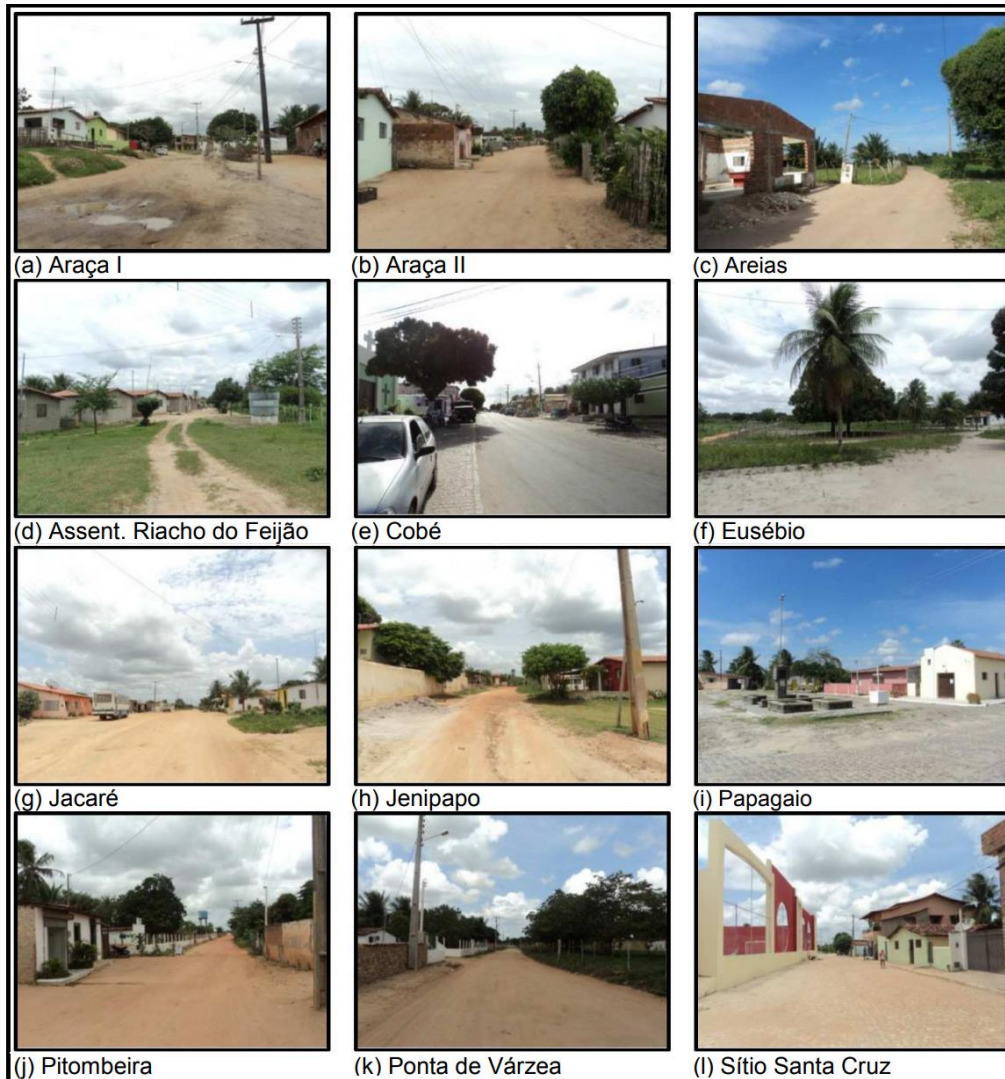 (a) Araça I
(b) Araça II
(c) Areias
(d) Assent. Riacho do Feijão
(e) Cobé
(f) Eusébio
(g) Jacaré
(h) Jenipapo
(i) Papagaio
(j) Pitombeira
(k) Ponta de Várzea
(l) Sítio Santa Cruz